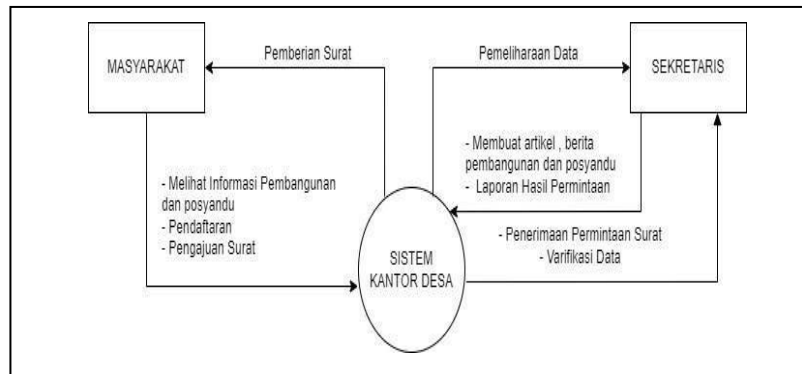 MASYARAKAT
Pemberian Surat
Pemeliharaan Data
SEKRETARIS
- Membuat artikel , berita
pembangunan dan posyandu
- Laporan Hasil Permintaan
- Melihat Informasi Pembangunan
dan posyandu
- Pendaftaran
- Pengajuan Surat
- Penerimaan Permintaan Surat
- Varifikasi Data
SISTEM
KANTOR DESA